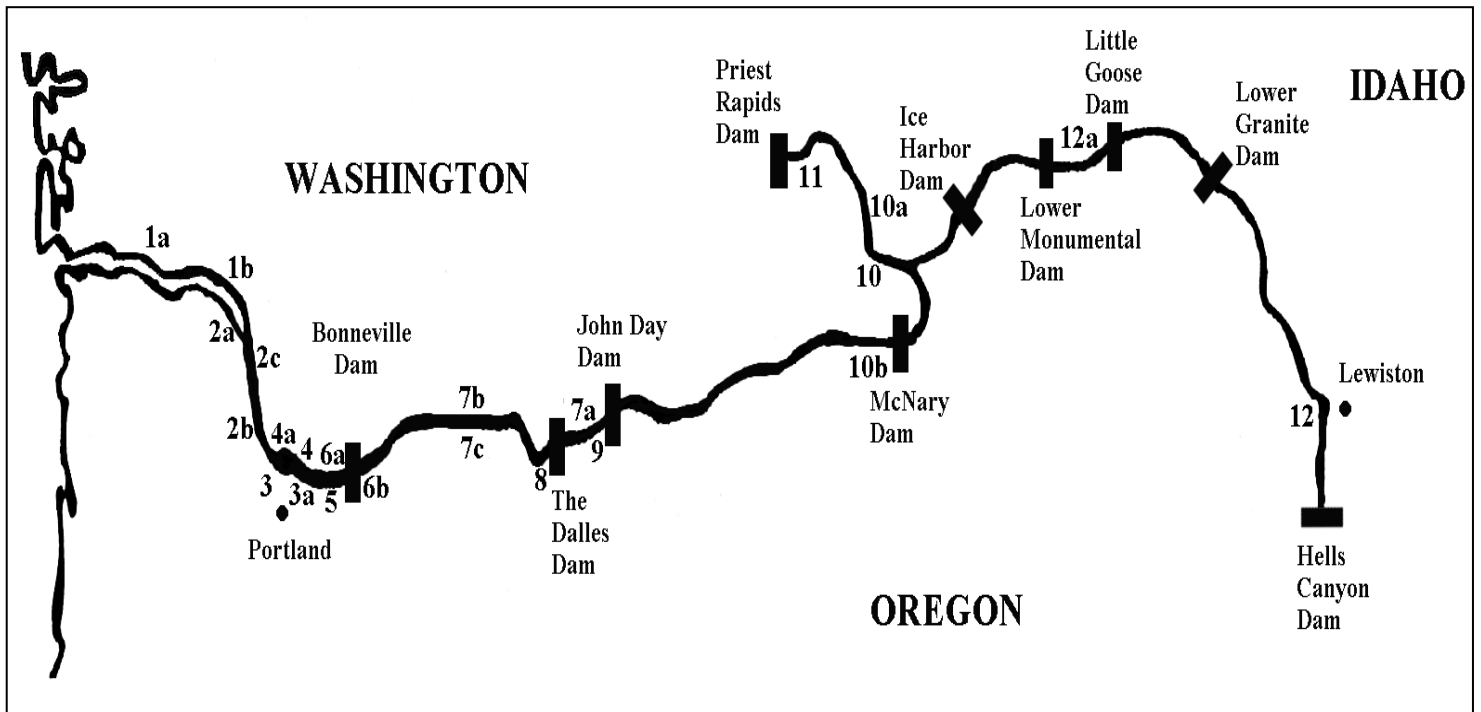 Little
Goose
Dam
IDAHO
Priest
Rapids
Dam
Lower
Granite
Dam
Ice
Harbor
Dam
12a
WASHINGTON
11
10a
Lower
Monumental
Dam
1a
1b
10
2a
2c
Bonneville
Dam
John Day
Dam
10b
McNary
Dam
Lewiston
12
7b
7a
7c
9
2b
4a
4
6a
3
3a
5
6b
8
The
Dalles
Dam
Portland
Hells
Canyon
Dam
OREGON